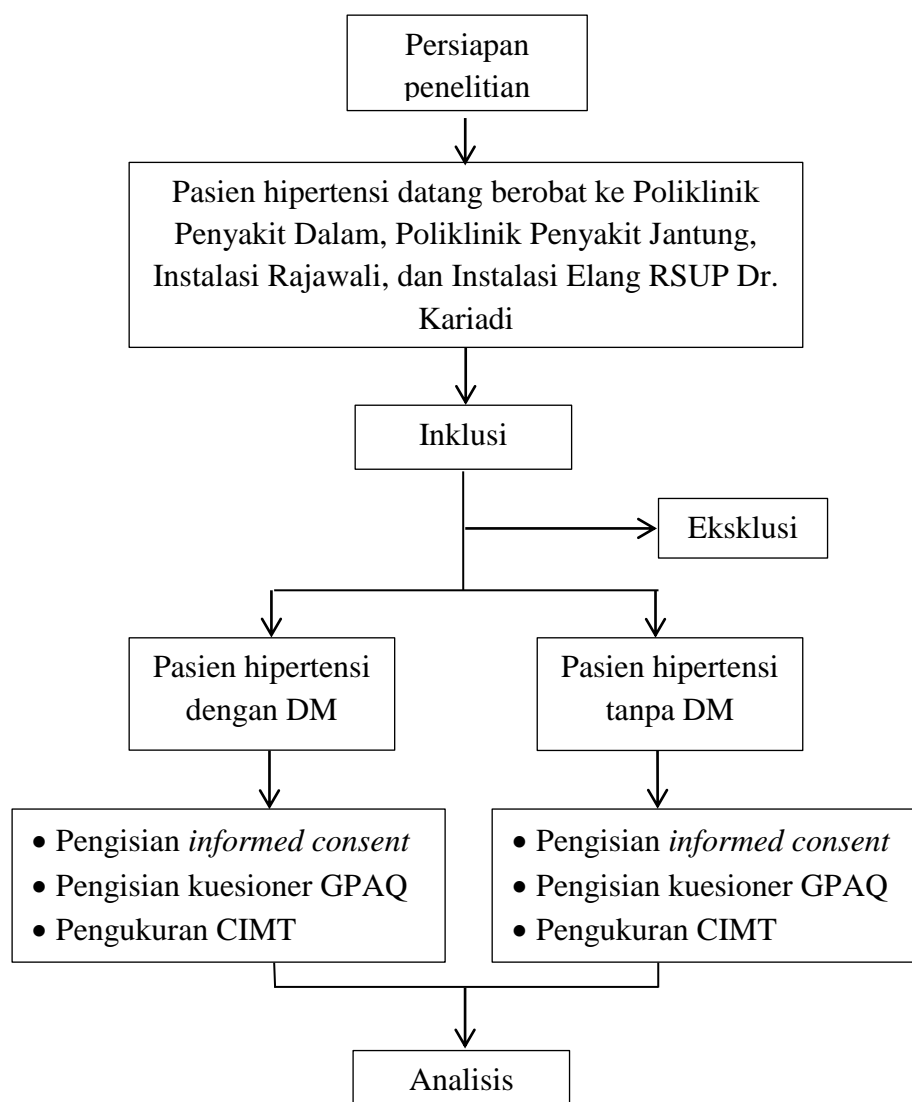 Persiapan
penelitian
Pasien hipertensi datang berobat ke Poliklinik
Penyakit Dalam, Poliklinik Penyakit Jantung,
Instalasi Rajawali, dan Instalasi Elang RSUP Dr.
Kariadi
Inklusi
Eksklusi
Pasien hipertensi
dengan DM
Pasien hipertensi
tanpa DM
• Pengisian informed consent
• Pengisian kuesioner GPAQ
• Pengukuran CIMT
• Pengisian informed consent
• Pengisian kuesioner GPAQ
• Pengukuran CIMT
Analisis